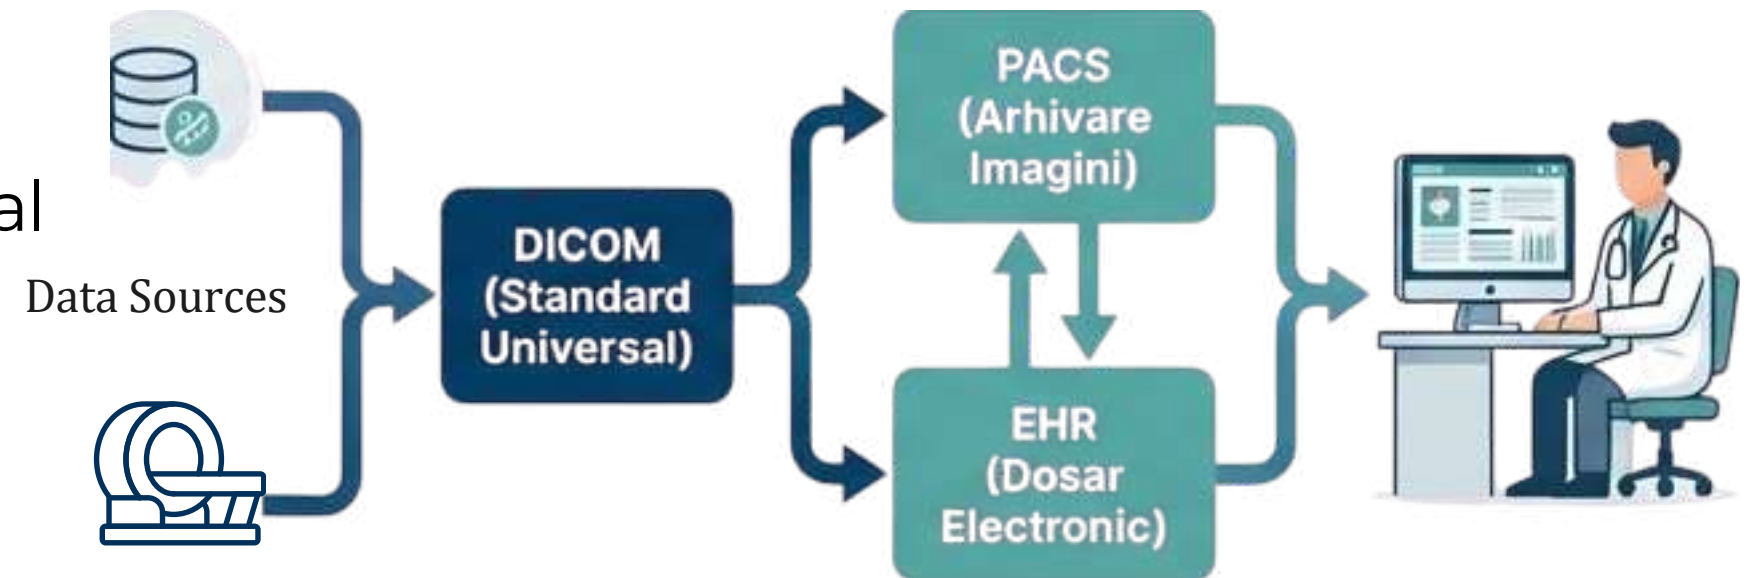 al
Data Sources
DICOM
(Standard
Universal)
PACS
(Arhivare
Imagini)
EHR
(Dosar
Electronic)